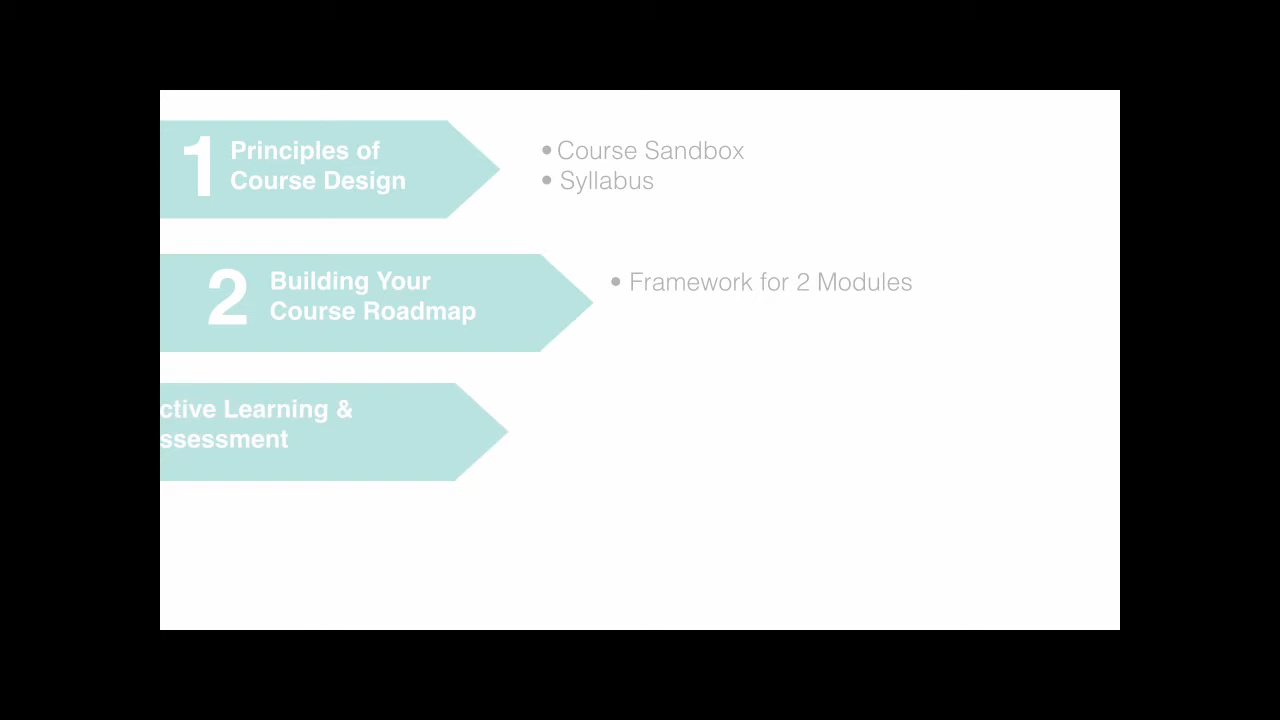 1 Principles of
Course Design
• Course Sandbox
• Syllabus
2 Building Your
Course Roadmap
• Framework for 2 Modules
ctive Learning &
ssessment